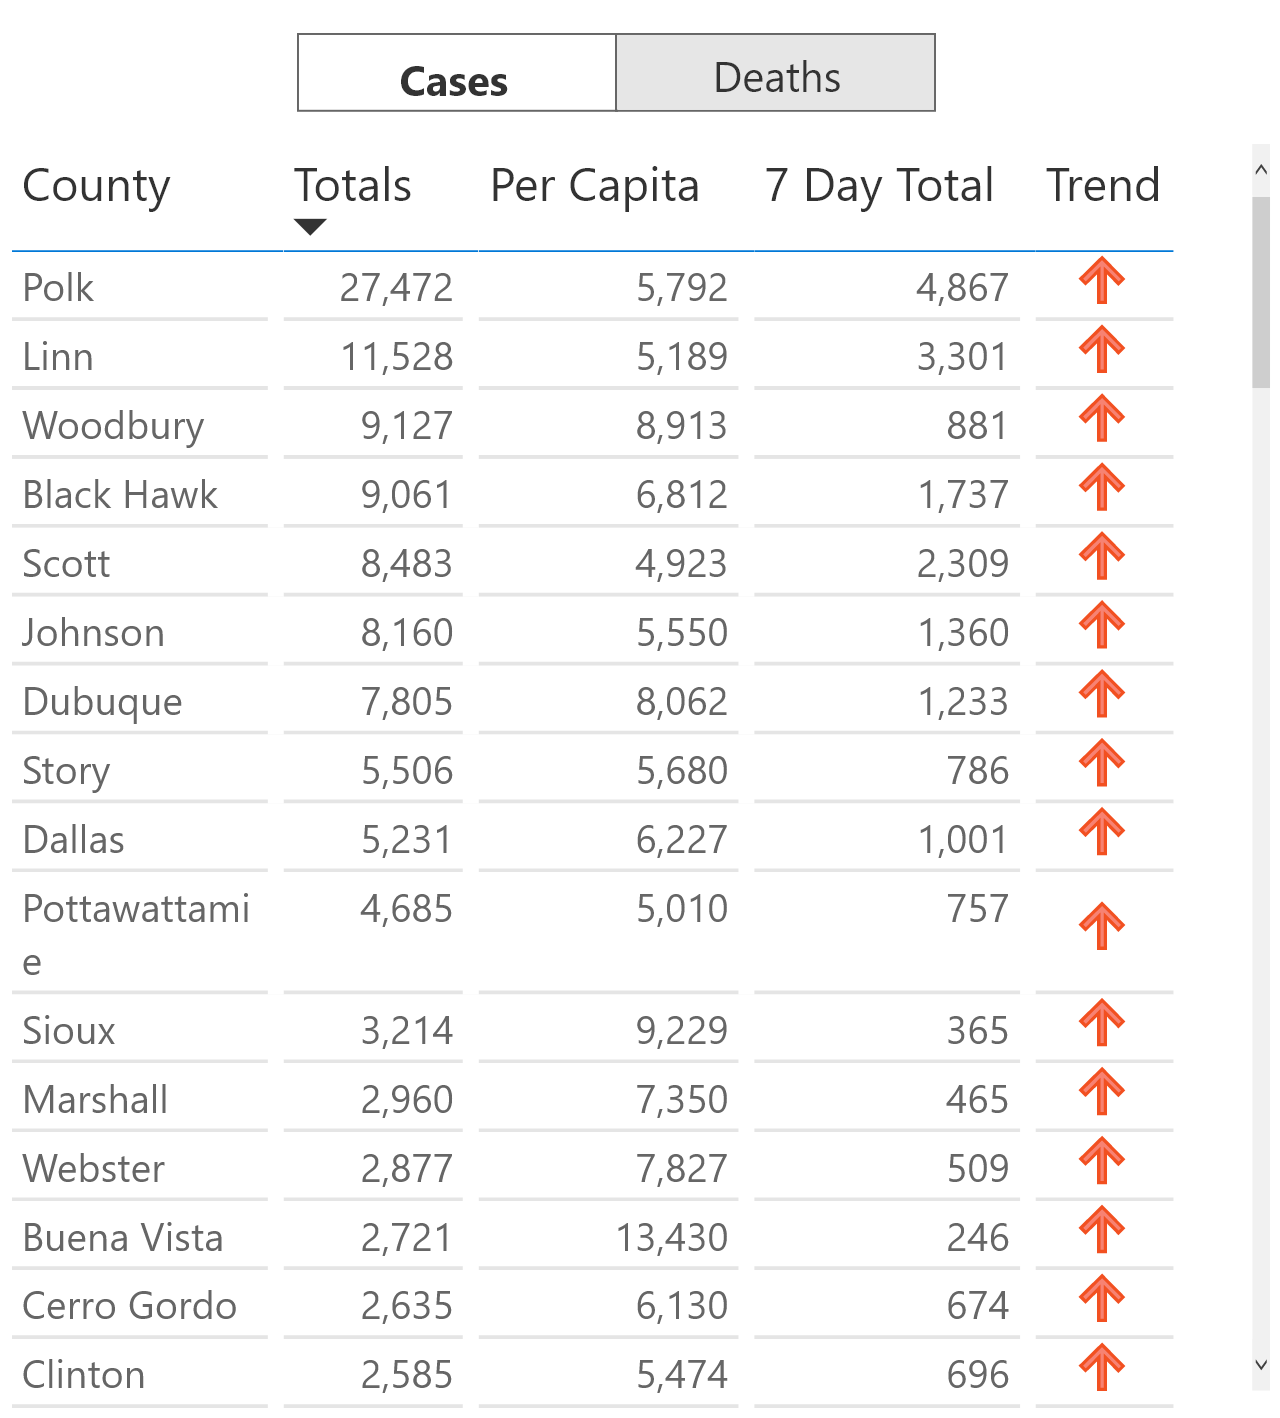 Cases Deaths
County Totals Per Capita 7 Day Total Trend
Polk 27,472 5,792 4,867
Linn 11,528 5,189 3,301
Woodbury 9,127 8,913 881
Black Hawk 9,061 6,812 1,737
Scott 8,483 4,923 2,309
Johnson 8,160 5,550 1,360
Dubuque 7,805 8,062 1,233
Story 5,506 5,680 786
Dallas 5,231 6,227 1,001
Pottawattami 4,685 5,010 757
e
Sioux 3,214 9,229 365
Marshall 2,960 7,350 465
Webster 2,877 7,827 509
Buena Vista 2,721 13,430 246
Cerro Gordo 2,635 6,130 674
Clinton 2,585 5,474 696